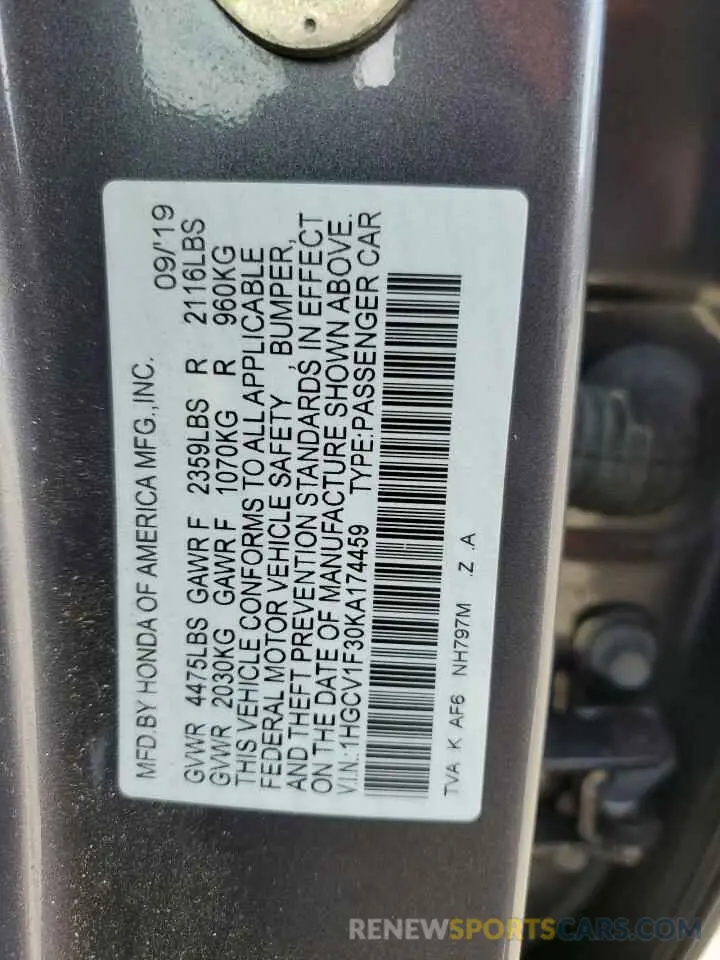 MFD.BY HONDA OF AMERICA MFG.,INC. 09/'19
GVWR 4475LBS GAWR F 2359LBS R 2116LBS
GVWR 2030KG GAWR F 1070KG R 960KG
THIS VEHICLE CONFORMS TO ALL APPLICABLE
FEDERAL MOTOR VEHICLE SAFETY , BUMPER,
AND THEFT PREVENTION STANDARDS IN EFFECT
ON THE DATE OF MANUFACTURE SHOWN ABOVE.
V.I.N.:1HGCV1F30KA174459 TYPE:PASSENGER CAR
TVA K AF6 NH797M .Z .A
RENEWSPORTSCARS.COM